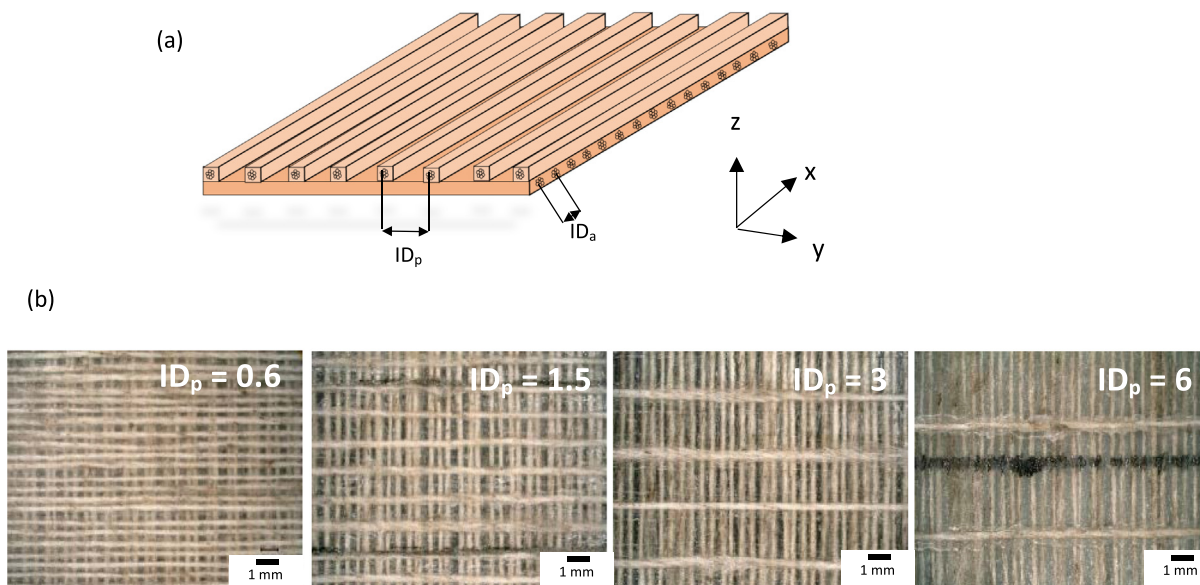 (a)
z
x
y
IDₐ
IDₚ
(b)
IDₚ = 0.6
IDₚ = 1.5
IDₚ = 3
IDₚ = 6
1 mm
1 mm
1 mm
1 mm